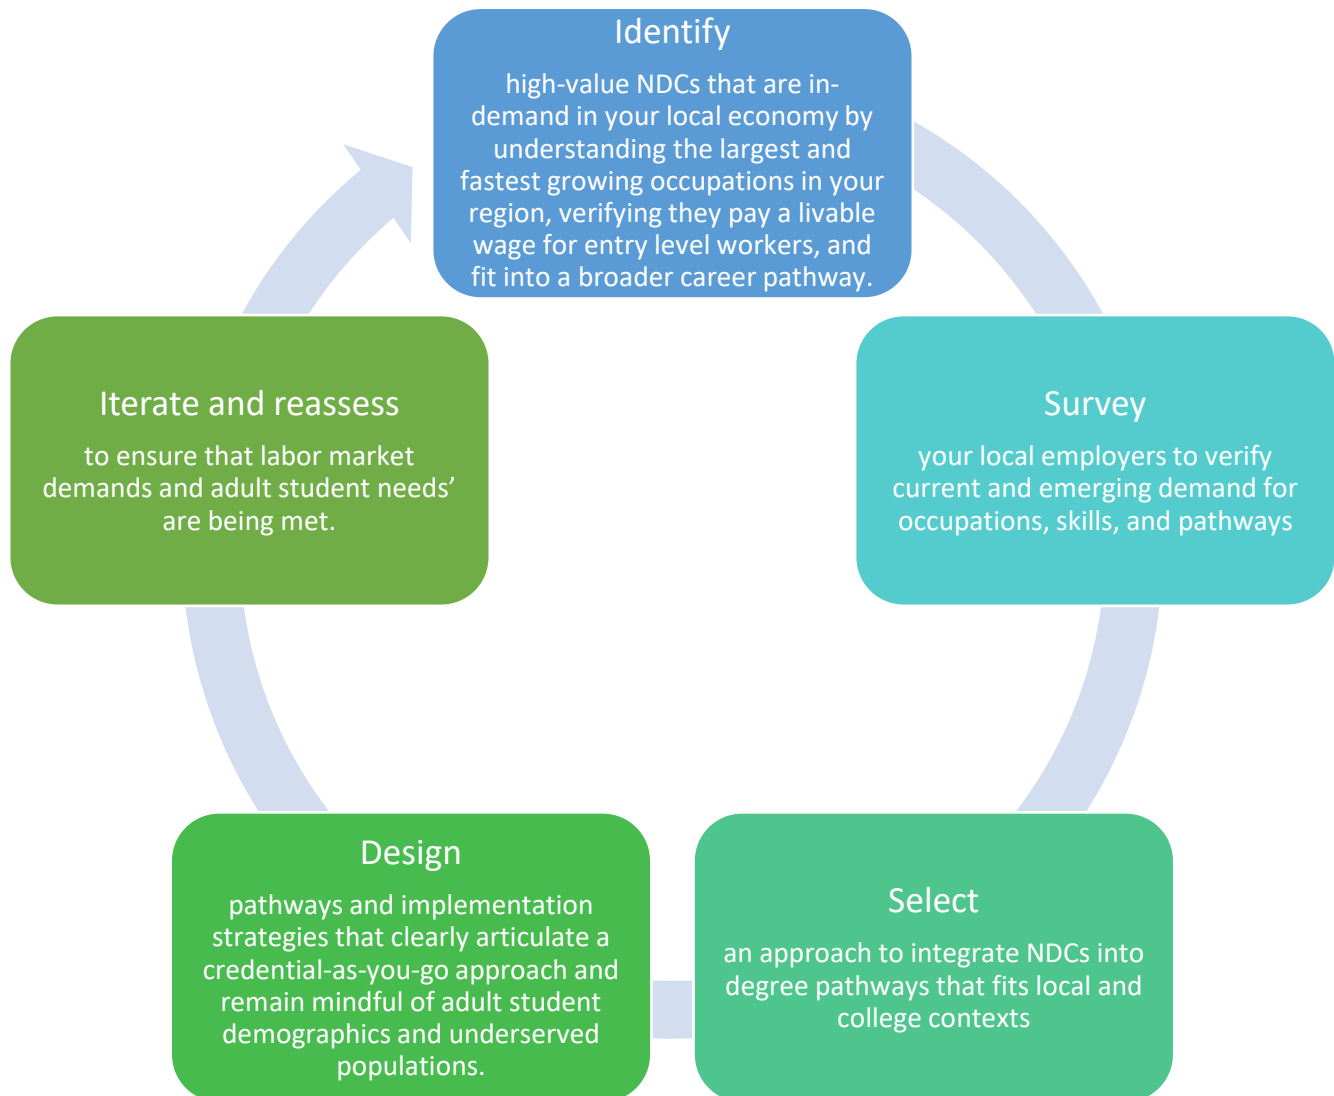 Identify
high-value NDCs that are in-
demand in your local economy by
understanding the largest and
fastest growing occupations in your
region, verifying they pay a livable
wage for entry level workers, and
fit into a broader career pathway.
Survey
your local employers to verify
current and emerging demand for
occupations, skills, and pathways
Select
an approach to integrate NDCs into
degree pathways that fits local and
college contexts
Design
pathways and implementation
strategies that clearly articulate a
credential-as-you-go approach and
remain mindful of adult student
demographics and underserved
populations.
Iterate and reassess
to ensure that labor market
demands and adult student needs’
are being met.